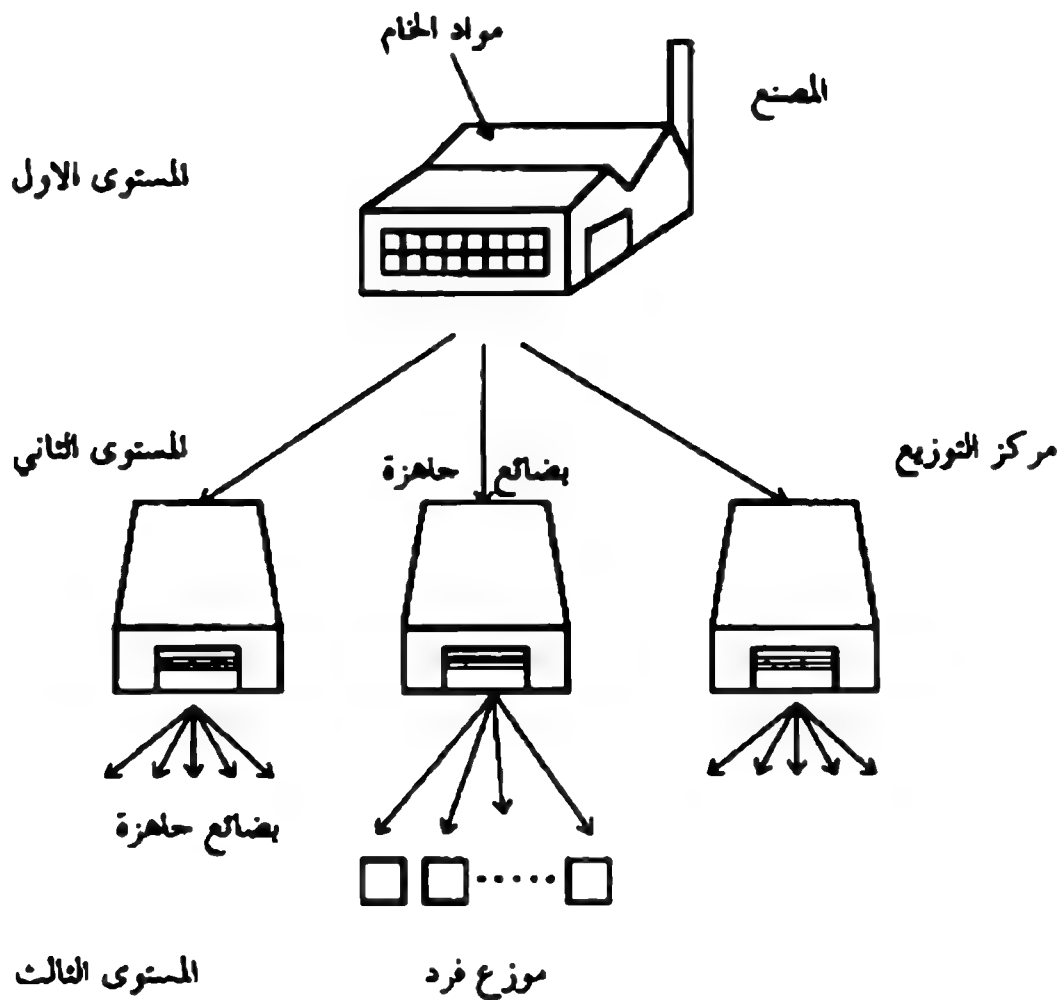 مواد الخام
المصنع
المستوى الاول
المستوى الثاني
مركز التوزيع
بضائع جاهزة
بضائع جاهزة
المستوى الثالث
موزع فرد